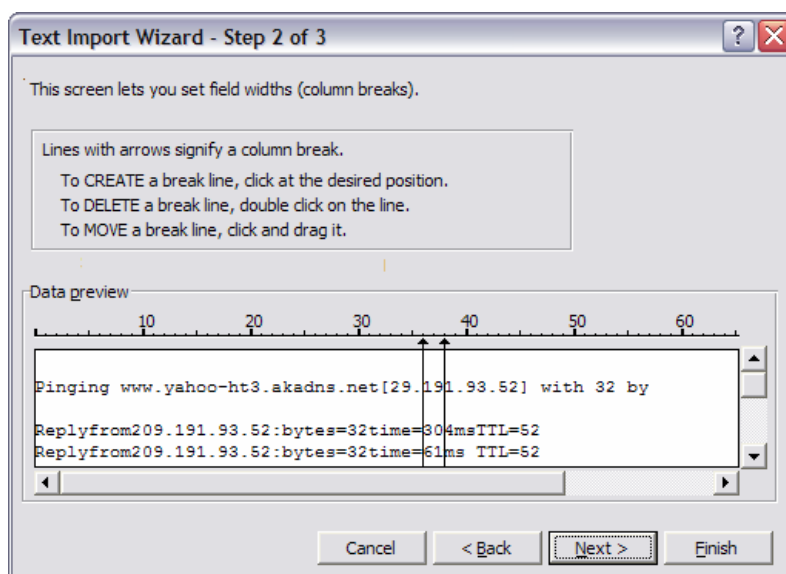 Text Import Wizard - Step 2 of 3
This screen lets you set field widths (column breaks).
Lines with arrows signify a column break.
To CREATE a break line, click at the desired position.
To DELETE a break line, double click on the line.
To MOVE a break line, click and drag it.
Data preview
10 20 30 40 50 60
Pinging www.yahoo-ht3.akadns.net[29.191.93.52] with 32 by
Replyfrom209.191.93.52:bytes=32time=304msTTL=52
Replyfrom209.191.93.52:bytes=32time=61ms TTL=52
Cancel < Back Next > Finish